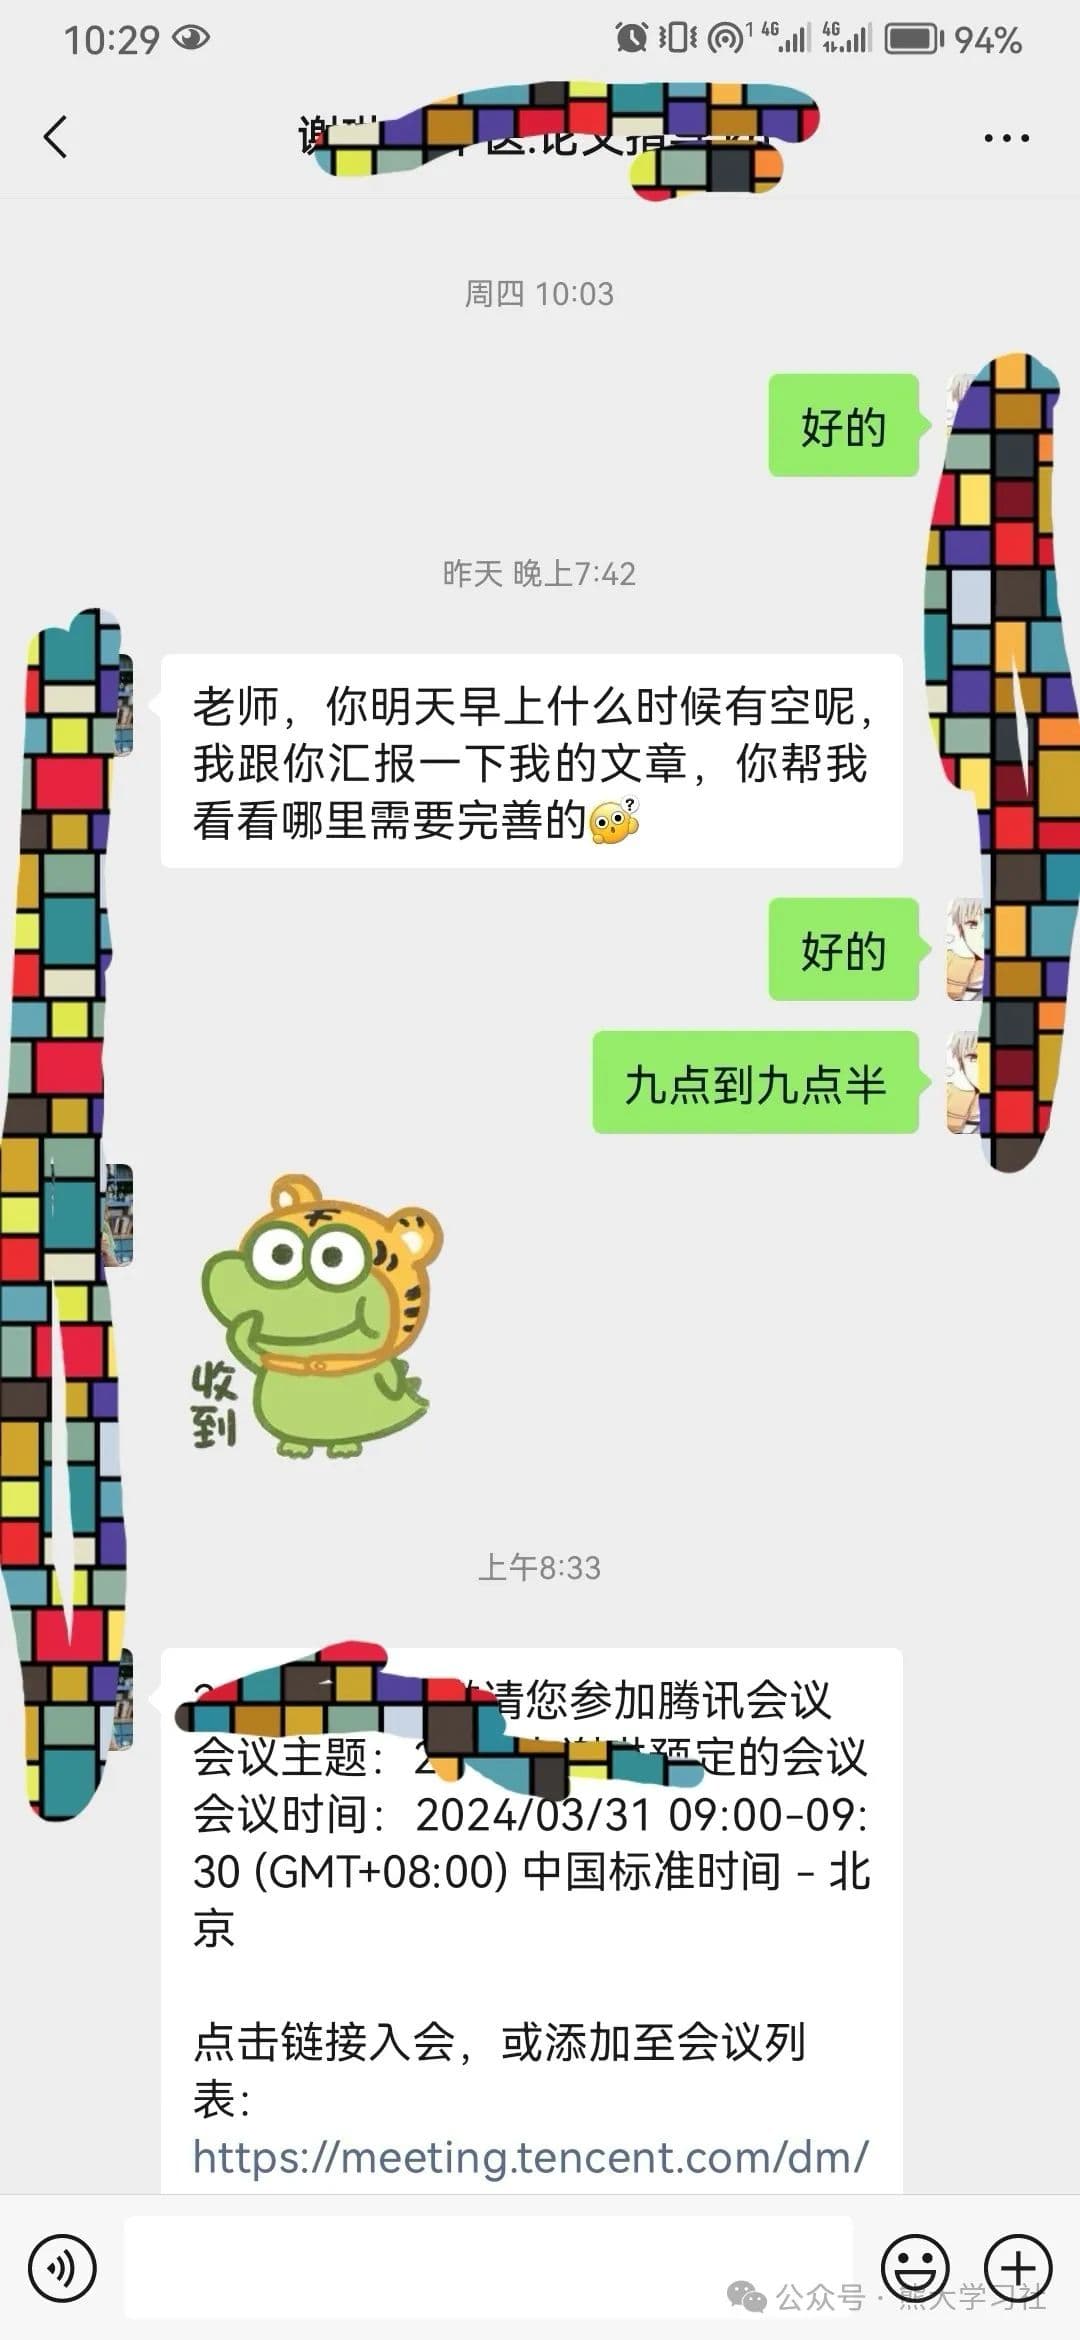 10:29
1 4G 4G 94%
论文指
周四 10:03
好的
昨天 晚上7:42
老师，你明天早上什么时候有空呢，
我跟你汇报一下我的文章，你帮我
看看哪里需要完善的
好的
九点到九点半
收
到
上午8:33
请您参加腾讯会议
会议主题：预定的会议
会议时间：2024/03/31 09:00-09:
30 (GMT+08:00) 中国标准时间 - 北
京
点击链接入会，或添加至会议列
表：
https://meeting.tencent.com/dm/
公众号 · 熊大学习社